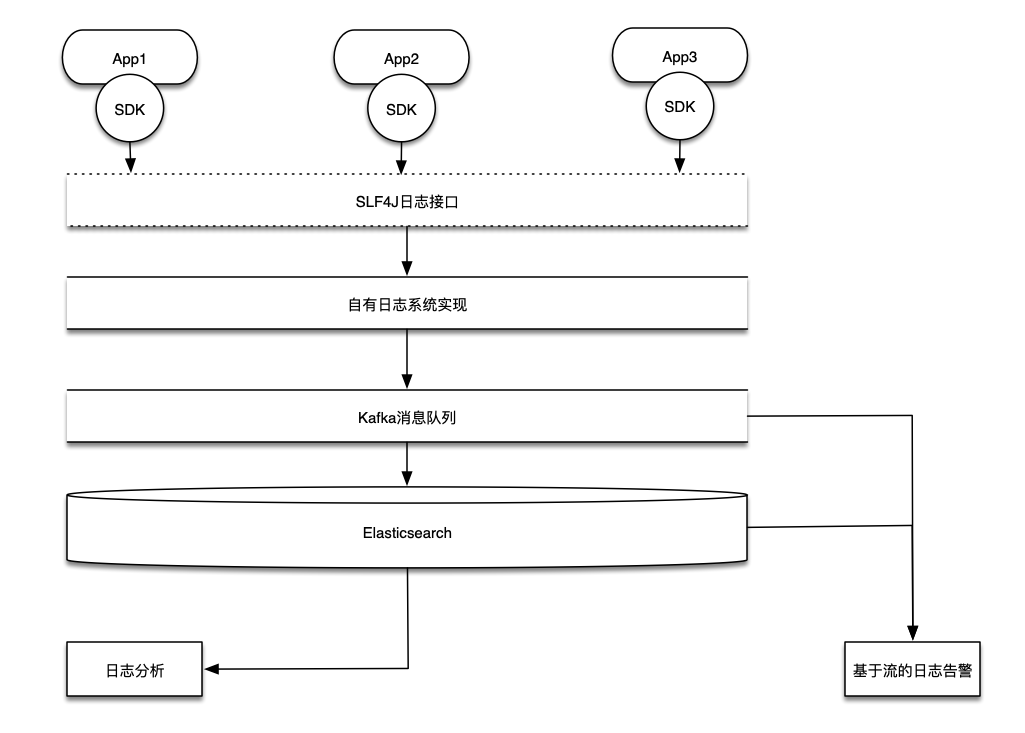 App1
App2
App3
SDK
SDK
SDK
SLF4J日志接口
自有日志系统实现
Kafka消息队列
Elasticsearch
日志分析
基于流的日志告警